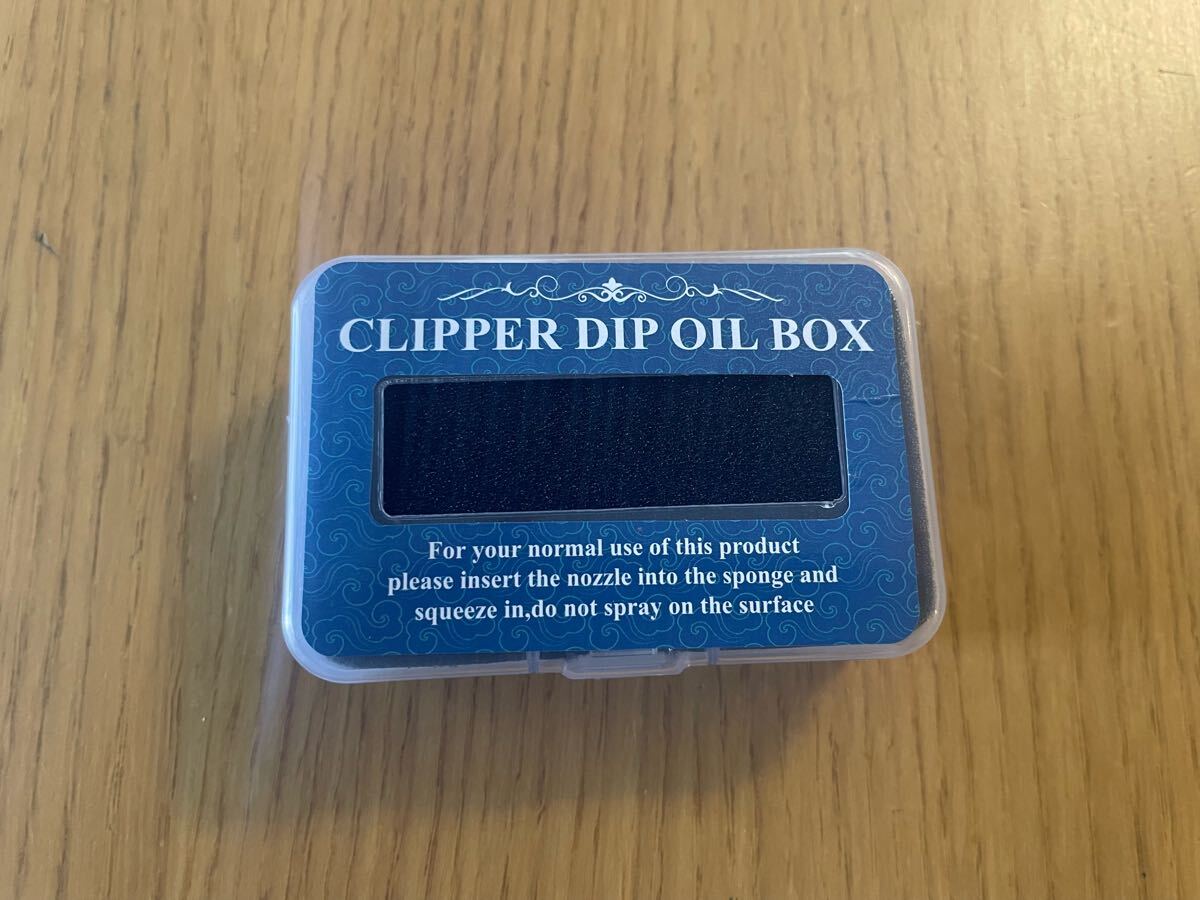 CLIPPER DIP OIL BOX
For your normal use of this product
please insert the nozzle into the sponge and
squeeze in,do not spray on the surface